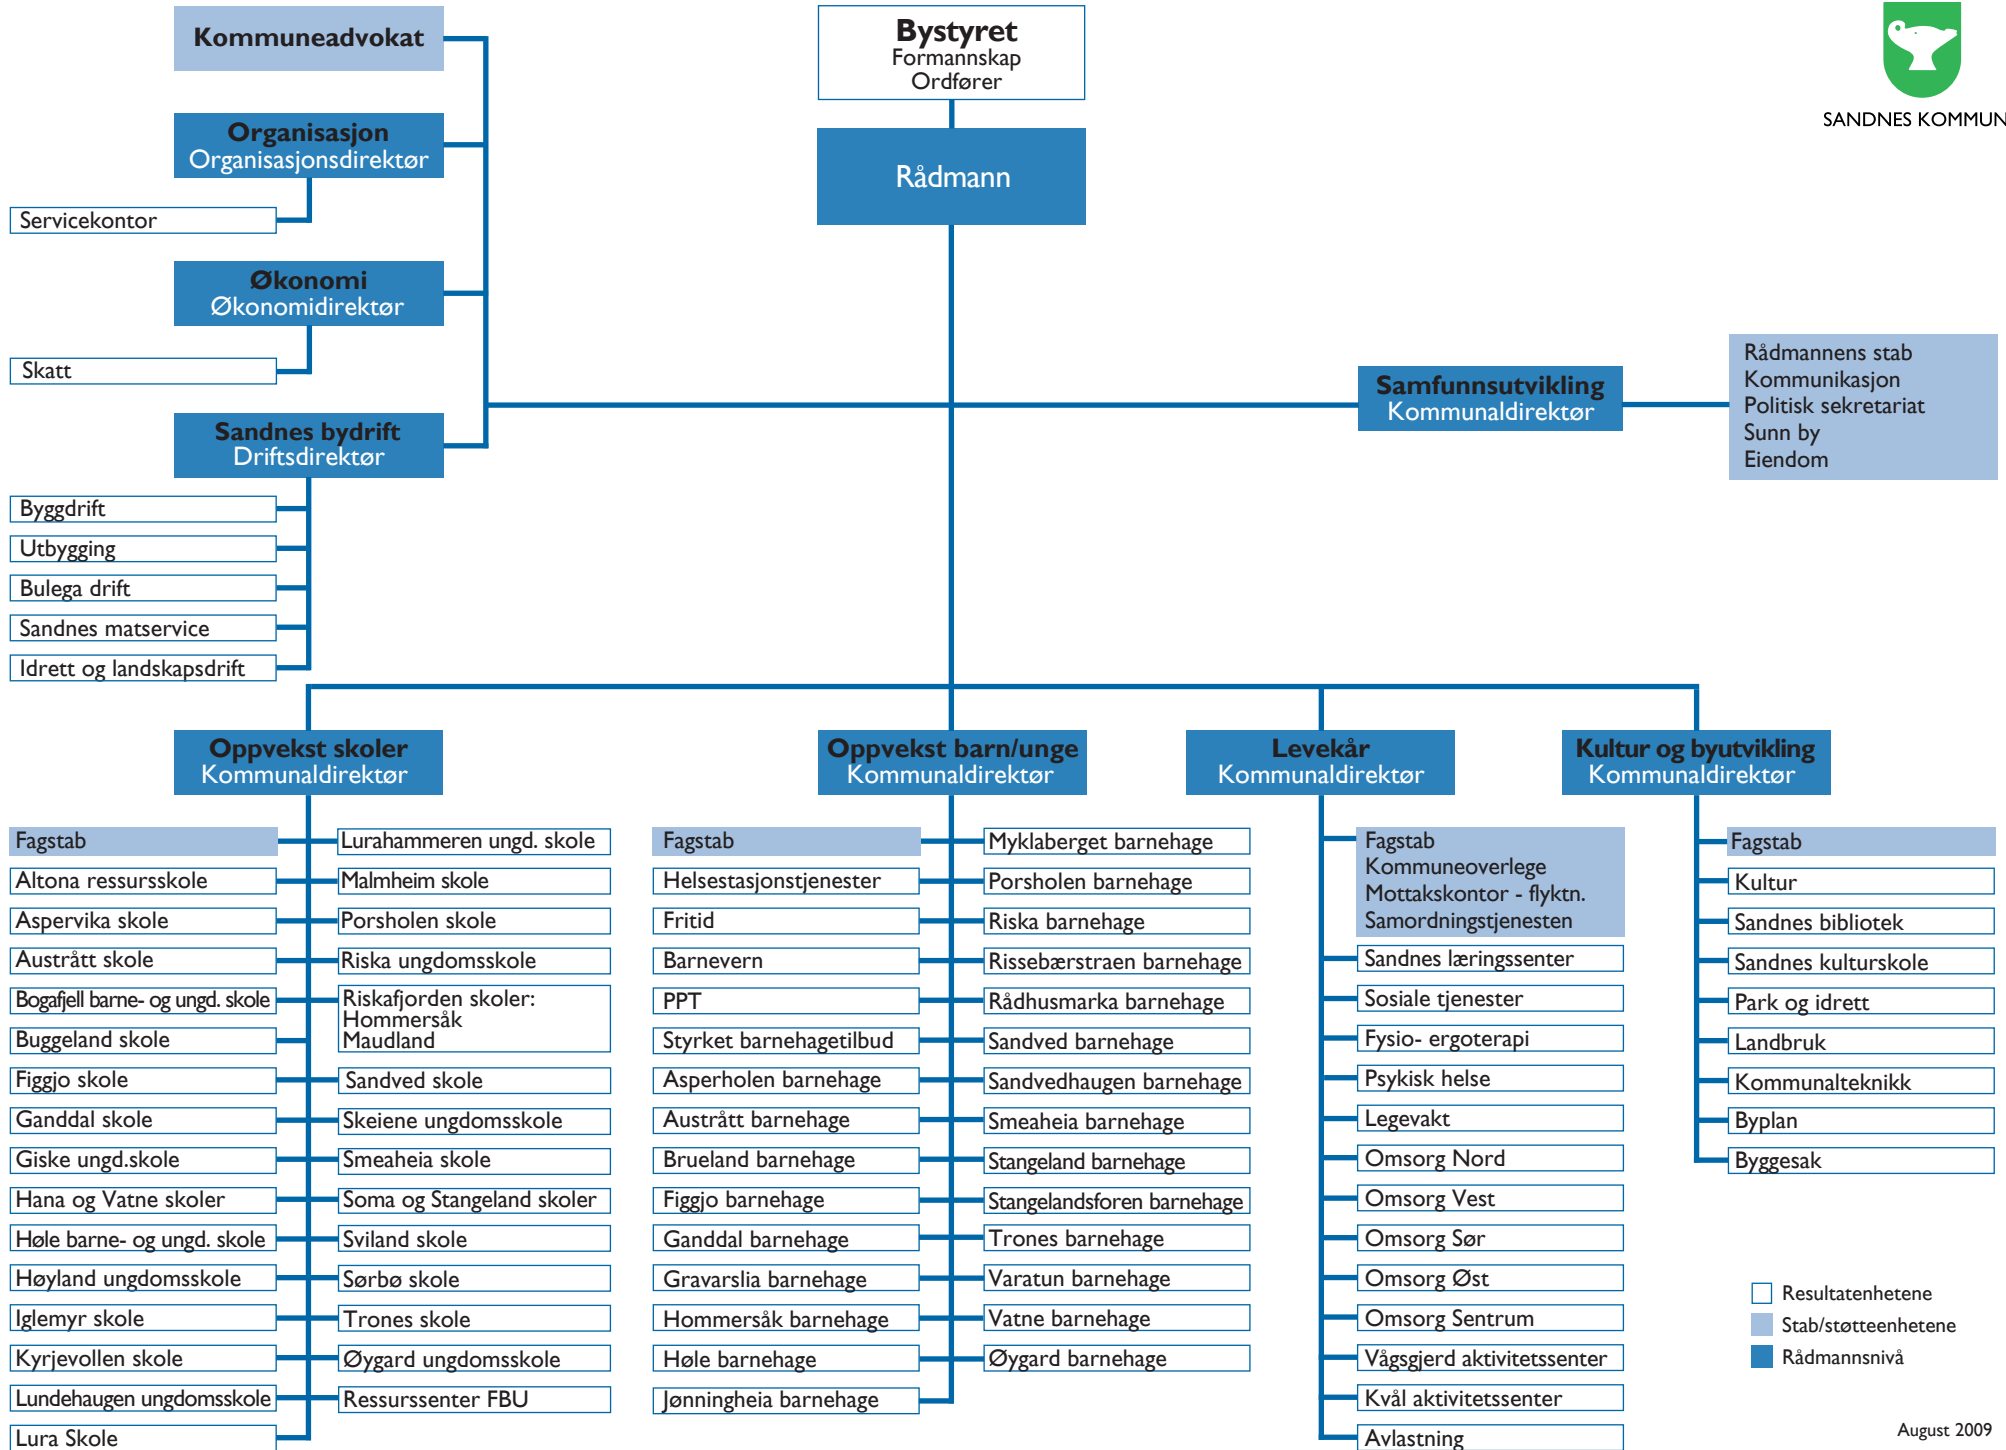 Kommuneadvokat
Bystyret
Formannskap
Ordfører
SANDNES KOMMUN
Organisasjon
Organisasjonsdirektør
Rådmann
Servicekontor
Økonomi
Økonomidirektør
Skatt
Samfunnsutvikling
Kommunaldirektør
Rådmannens stab
Kommunikasjon
Politisk sekretariat
Sunn by
Eiendom
Sandnes bydrift
Driftsdirektør
Byggdrift
Utbygging
Bulega drift
Sandnes matservice
Idrett og landskapsdrift
Oppvekst skoler
Kommunaldirektør
Fagstab
Altona ressursskole
Aspervika skole
Austrått skole
Bogafjell barne- og ungd. skole
Buggeland skole
Figgjo skole
Ganddal skole
Giske ungd.skole
Hana og Vatne skoler
Høle barne- og ungd. skole
Høyland ungdomsskole
Iglemyr skole
Kyrjevollen skole
Lundehaugen ungdomsskole
Lura Skole
Lurahammeren ungd. skole
Malmheim skole
Porsholen skole
Riska ungdomsskole
Riskafjorden skoler:
Hommersåk
Maudland
Sandved skole
Skeiene ungdomsskole
Smeaheia skole
Soma og Stangeland skoler
Sviland skole
Sørbø skole
Trones skole
Øygard ungdomsskole
Ressurssenter FBU
Oppvekst barn/unge
Kommunaldirektør
Fagstab
Helsestasjonstjenester
Fritid
Barnevern
PPT
Styrket barnehagetilbud
Asperholen barnehage
Austrått barnehage
Brueland barnehage
Figgjo barnehage
Ganddal barnehage
Gravarslia barnehage
Hommersåk barnehage
Høle barnehage
Jønningheia barnehage
Myklaberget barnehage
Porsholen barnehage
Riska barnehage
Rissebærstraen barnehage
Rådhusmarka barnehage
Sandved barnehage
Sandvedhaugen barnehage
Smeaheia barnehage
Stangeland barnehage
Stangelandsforen barnehage
Trones barnehage
Varatun barnehage
Vatne barnehage
Øygard barnehage
Levekår
Kommunaldirektør
Fagstab
Kommuneoverlege
Mottakskontor - flyktn.
Samordningstjenesten
Sandnes læringssenter
Sosiale tjenester
Fysio- ergoterapi
Psykisk helse
Legevakt
Omsorg Nord
Omsorg Vest
Omsorg Sør
Omsorg Øst
Omsorg Sentrum
Vågsgjerd aktivitetssenter
Kvål aktivitetssenter
Avlastning
Kultur og byutvikling
Kommunaldirektør
Fagstab
Kultur
Sandnes bibliotek
Sandnes kulturskole
Park og idrett
Landbruk
Kommunalteknikk
Byplan
Byggesak
Resultatenhetene
Stab/støtteenhetene
Rådmannsnivå
August 2009